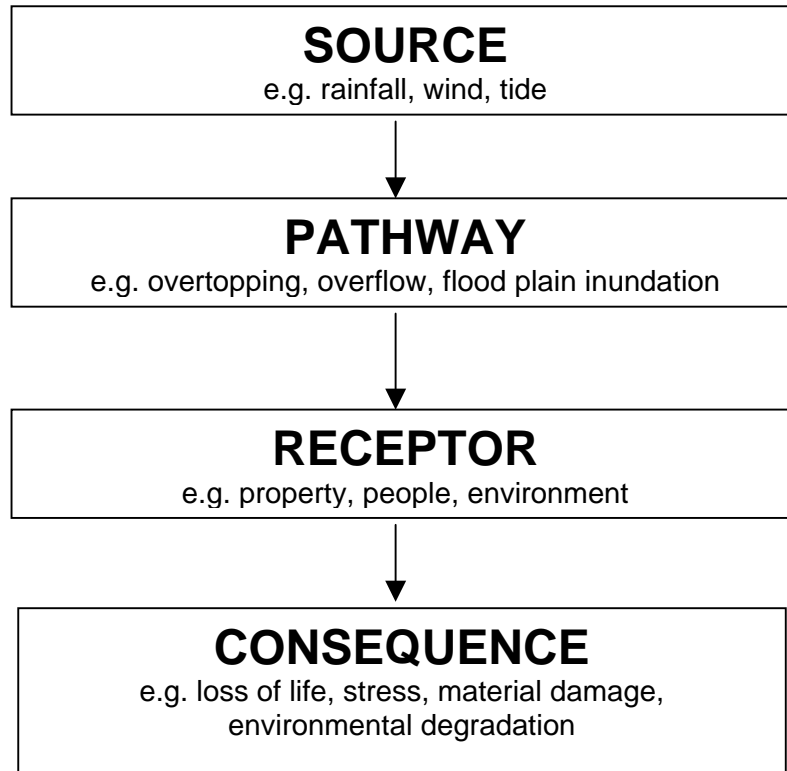 SOURCE
e.g. rainfall, wind, tide
PATHWAY
e.g. overtopping, overflow, flood plain inundation
RECEPTOR
e.g. property, people, environment
CONSEQUENCE
e.g. loss of life, stress, material damage,
environmental degradation